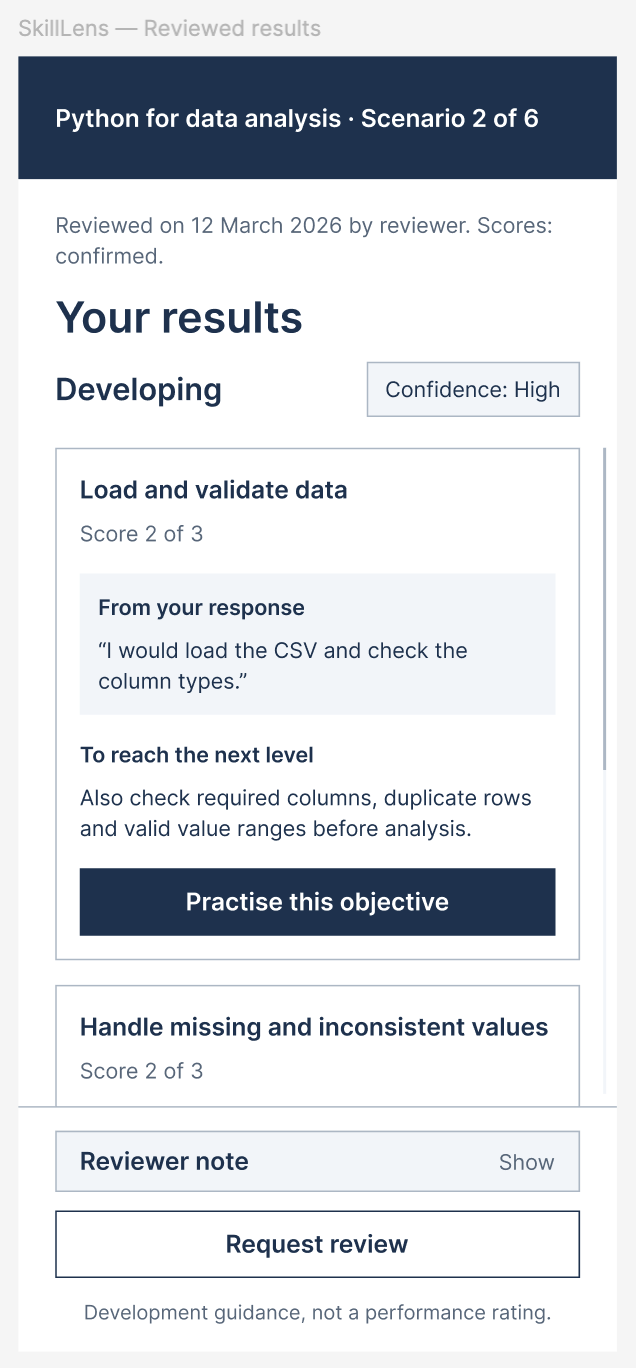 SkillLens — Reviewed results
Python for data analysis · Scenario 2 of 6
Reviewed on 12 March 2026 by reviewer. Scores:
confirmed.
Your results
Developing
Confidence: High
Load and validate data
Score 2 of 3
From your response
“I would load the CSV and check the
column types.”
To reach the next level
Also check required columns, duplicate rows
and valid value ranges before analysis.
Practise this objective
Handle missing and inconsistent values
Score 2 of 3
Reviewer note
Show
Request review
Development guidance, not a performance rating.